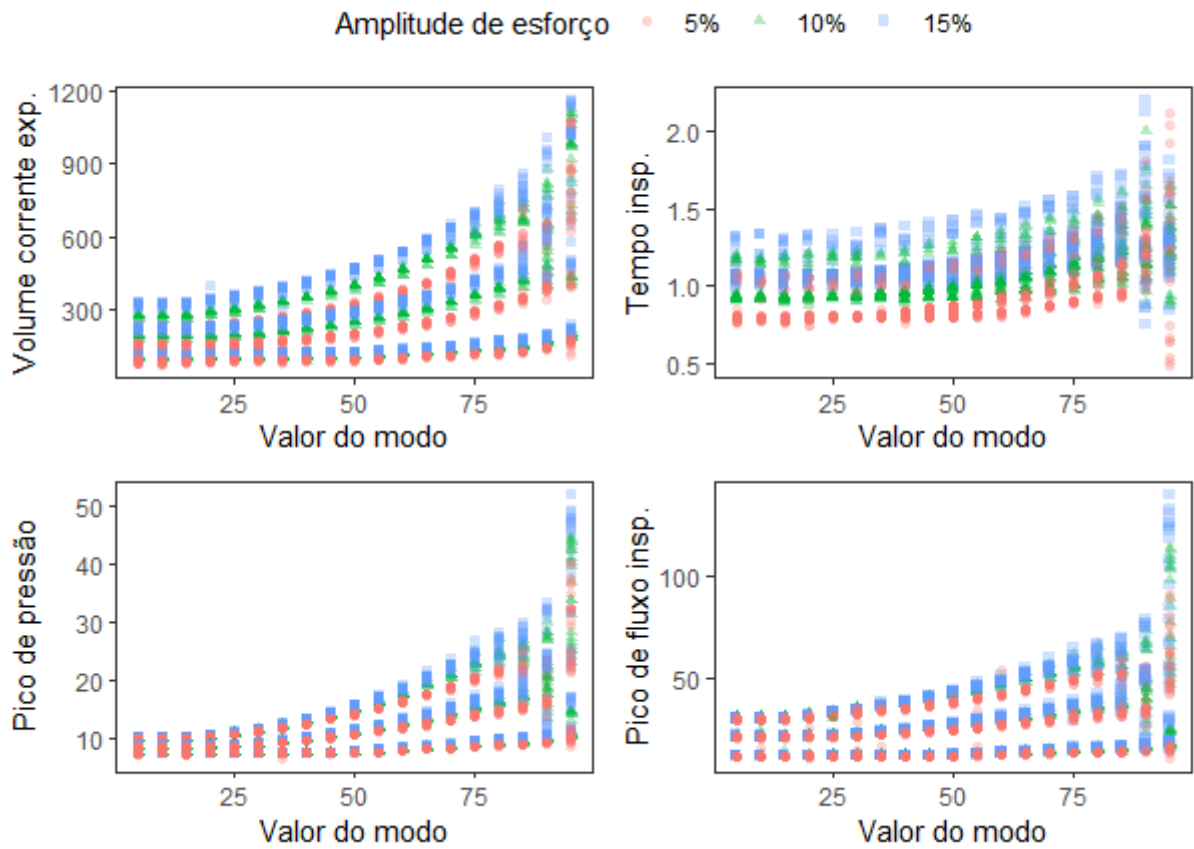 Amplitude de esforço 5% 10% 15%
Volume corrente exp.
1200
900
600
300
25 50 75
Valor do modo
Tempo insp.
2.0
1.5
1.0
0.5
25 50 75
Valor do modo
Pico de pressão
50
40
30
20
10
25 50 75
Valor do modo
Pico de fluxo insp.
100
50
25 50 75
Valor do modo